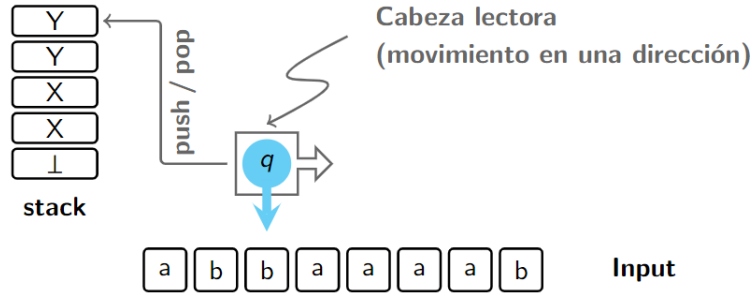 Y
Y
X
X
⊥
stack
push / pop
q
Cabeza lectora
(movimiento en una dirección)
a b b a a a a b
Input